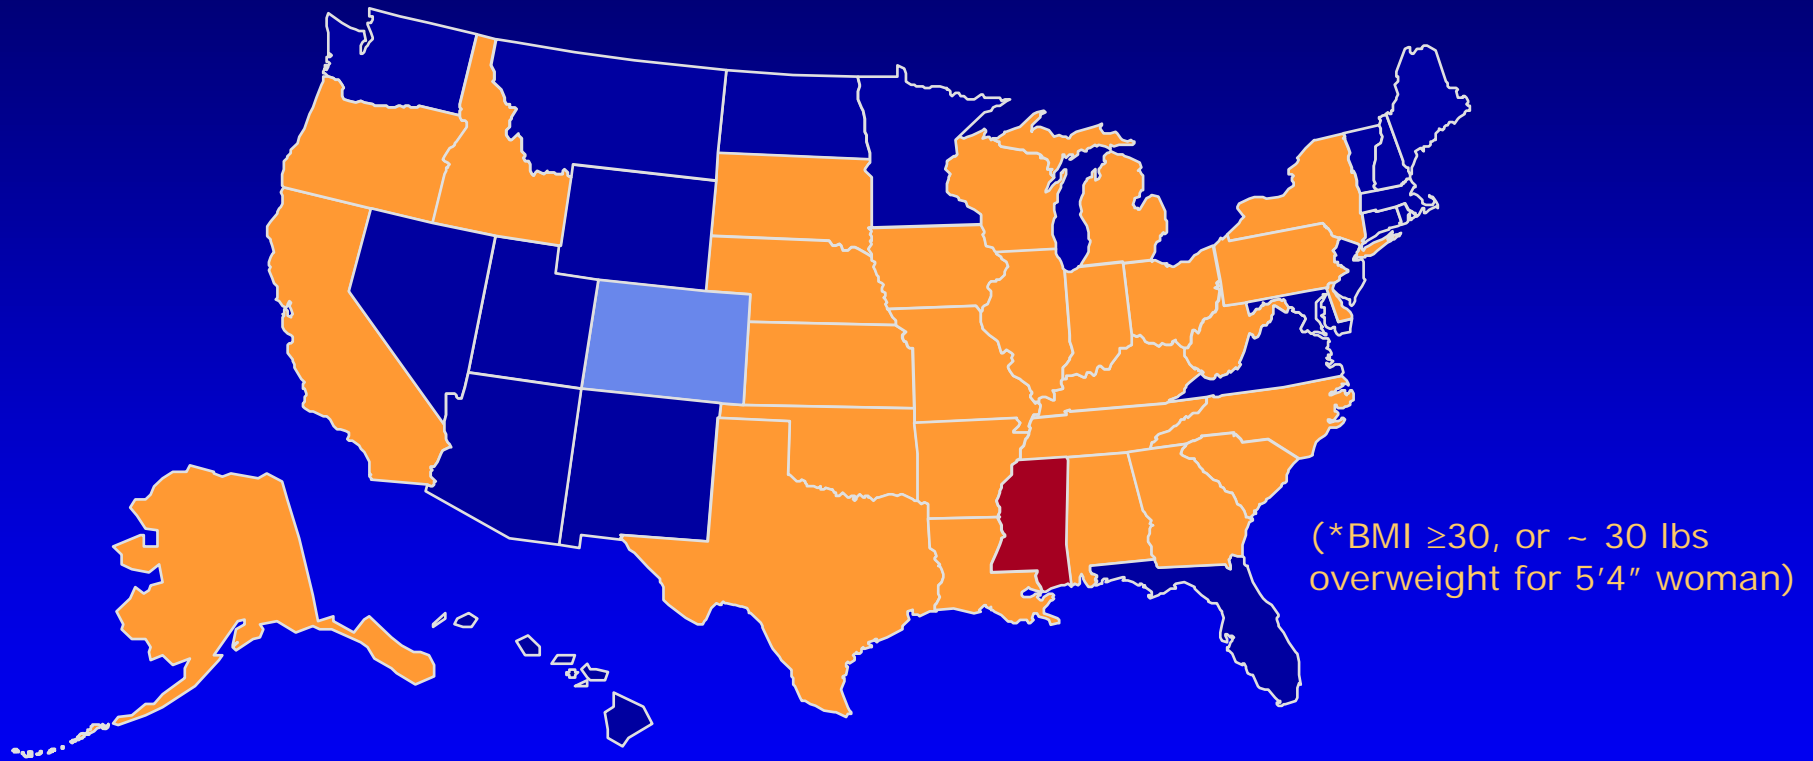 (*BMI ≥30, or ~ 30 lbs
overweight for 5’4” woman)